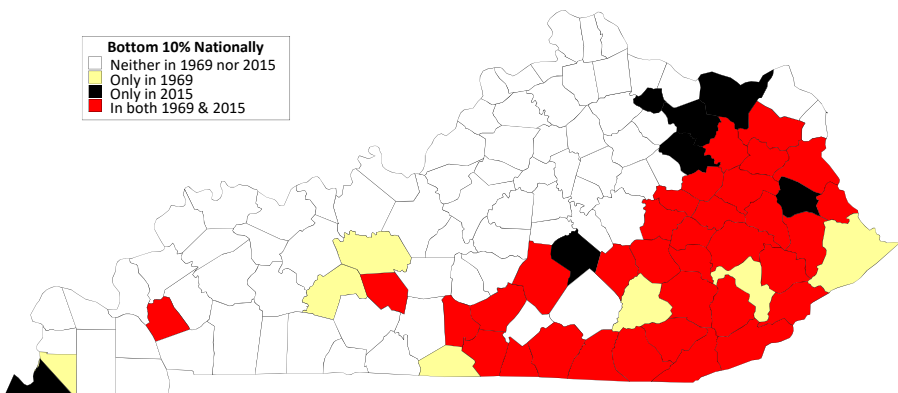 Bottom 10% Nationally
Neither in 1969 nor 2015
Only in 1969
Only in 2015
In both 1969 & 2015